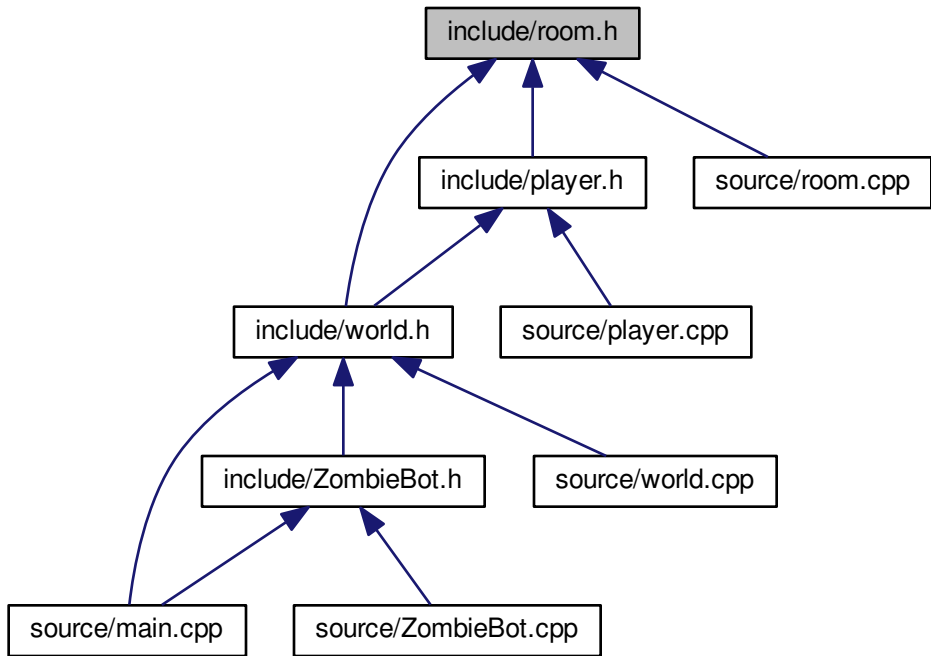 include/room.h
include/player.h
source/room.cpp
include/world.h
source/player.cpp
include/ZombieBot.h
source/world.cpp
source/main.cpp
source/ZombieBot.cpp